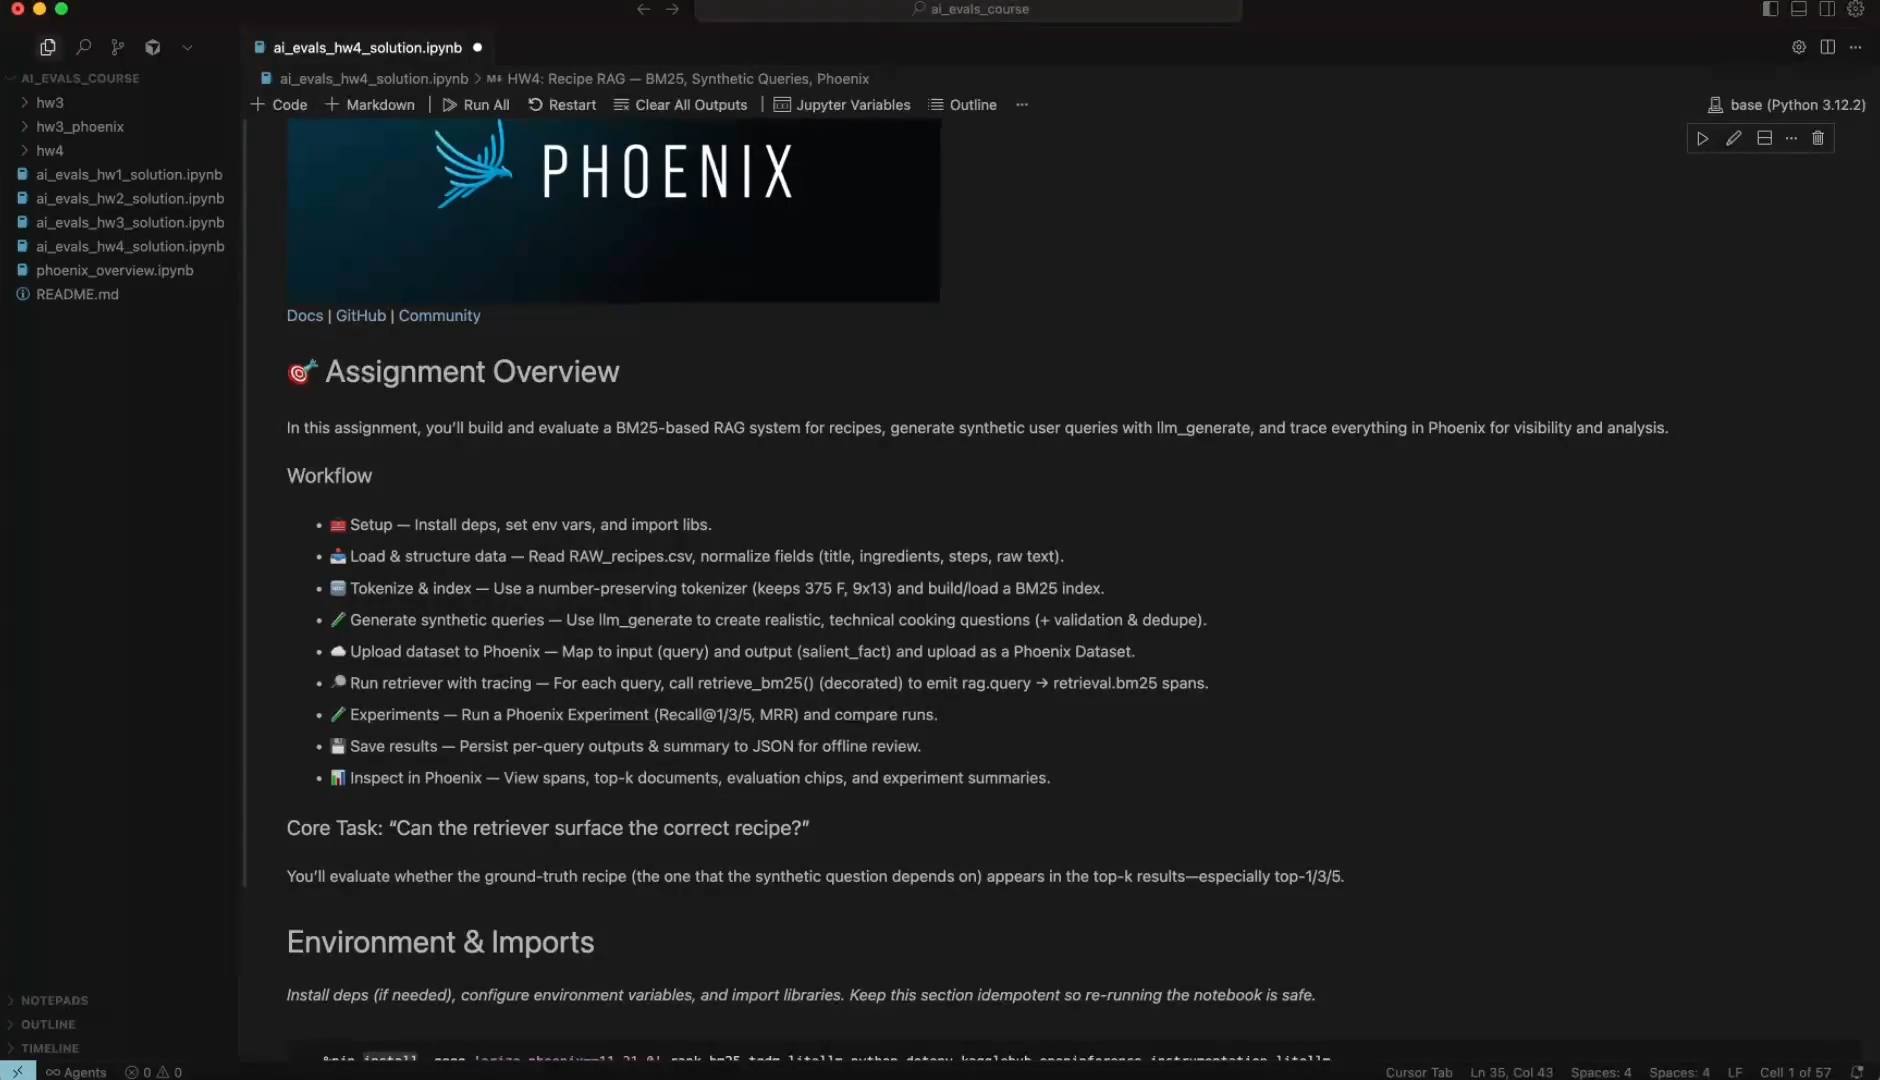 ai_evals_course
ai_evals_hw4_solution.ipynb
AI_EVALS_COURSE
hw3
hw3_phoenix
hw4
ai_evals_hw1_solution.ipynb
ai_evals_hw2_solution.ipynb
ai_evals_hw3_solution.ipynb
ai_evals_hw4_solution.ipynb
phoenix_overview.ipynb
README.md
NOTEPADS
OUTLINE
TIMELINE
ai_evals_hw4_solution.ipynb > M↓ HW4: Recipe RAG — BM25, Synthetic Queries, Phoenix
+ Code + Markdown | Run All Restart Clear All Outputs | Jupyter Variables Outline ···
base (Python 3.12.2)
PHOENIX
Docs | GitHub | Community
🎯 Assignment Overview
In this assignment, you’ll build and evaluate a BM25-based RAG system for recipes, generate synthetic user queries with llm_generate, and trace everything in Phoenix for visibility and analysis.
Workflow
• 🧰 Setup — Install deps, set env vars, and import libs.
• 📥 Load & structure data — Read RAW_recipes.csv, normalize fields (title, ingredients, steps, raw text).
• 🔤 Tokenize & index — Use a number-preserving tokenizer (keeps 375 F, 9x13) and build/load a BM25 index.
• 🧪 Generate synthetic queries — Use llm_generate to create realistic, technical cooking questions (+ validation & dedupe).
• ☁️ Upload dataset to Phoenix — Map to input (query) and output (salient_fact) and upload as a Phoenix Dataset.
• 🔎 Run retriever with tracing — For each query, call retrieve_bm25() (decorated) to emit rag.query → retrieval.bm25 spans.
• 🧪 Experiments — Run a Phoenix Experiment (Recall@1/3/5, MRR) and compare runs.
• 💾 Save results — Persist per-query outputs & summary to JSON for offline review.
• 📊 Inspect in Phoenix — View spans, top-k documents, evaluation chips, and experiment summaries.
Core Task: “Can the retriever surface the correct recipe?”
You’ll evaluate whether the ground-truth recipe (the one that the synthetic question depends on) appears in the top-k results—especially top-1/3/5.
Environment & Imports
Install deps (if needed), configure environment variables, and import libraries. Keep this section idempotent so re-running the notebook is safe.
%pip install
Agents 0 0
Cursor Tab Ln 35, Col 43 Spaces: 4 Spaces: 4 LF Cell 1 of 57